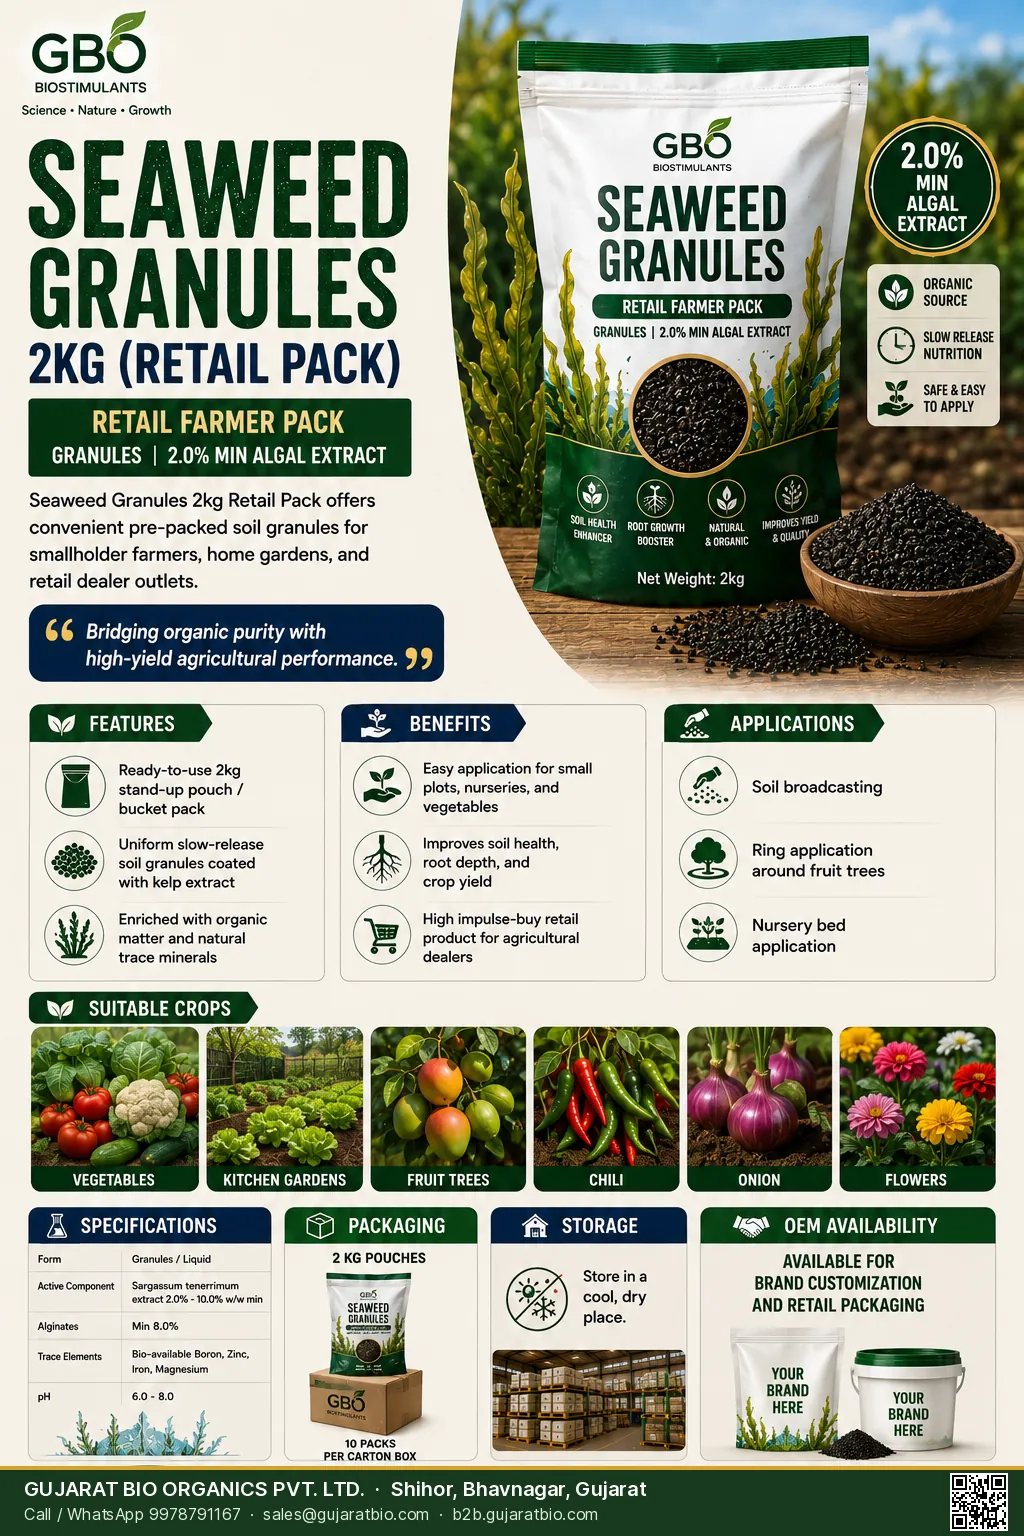 GBO
BIOSTIMULANTS
Science • Nature • Growth
SEAWEED
GRANULES
2KG (RETAIL PACK)
RETAIL FARMER PACK
GRANULES | 2.0% MIN ALGAL EXTRACT
Seaweed Granules 2kg Retail Pack offers
convenient pre-packed soil granules for
smallholder farmers, home gardens, and
retail dealer outlets.
“ Bridging organic purity with
high-yield agricultural performance. ”
GBO
BIOSTIMULANTS
SEAWEED
GRANULES
RETAIL FARMER PACK
GRANULES | 2.0% MIN ALGAL EXTRACT
SOIL HEALTH
ENHANCER
ROOT GROWTH
BOOSTER
NATURAL
& ORGANIC
IMPROVES YIELD
& QUALITY
Net Weight: 2kg
2.0%
MIN
ALGAL
EXTRACT
ORGANIC
SOURCE
SLOW RELEASE
NUTRITION
SAFE & EASY
TO APPLY
FEATURES
Ready-to-use 2kg
stand-up pouch /
bucket pack
Uniform slow-release
soil granules coated
with kelp extract
Enriched with organic
matter and natural
trace minerals
BENEFITS
Easy application for small
plots, nurseries, and
vegetables
Improves soil health,
root depth, and
crop yield
High impulse-buy retail
product for agricultural
dealers
APPLICATIONS
Soil broadcasting
Ring application
around fruit trees
Nursery bed
application
SUITABLE CROPS
VEGETABLES
KITCHEN GARDENS
FRUIT TREES
CHILI
ONION
FLOWERS
SPECIFICATIONS
Form Granules / Liquid
Active Component Sargassum tenerrimum
extract 2.0% - 10.0% w/w min
Alginates Min 8.0%
Trace Elements Bio-available Boron, Zinc,
Iron, Magnesium
pH 6.0 - 8.0
PACKAGING
2 KG POUCHES
GBO
SEAWEED
GRANULES
GBO
BIOSTIMULANTS
10 PACKS
PER CARTON BOX
STORAGE
Store in a
cool, dry
place.
OEM AVAILABILITY
AVAILABLE FOR
BRAND CUSTOMIZATION
AND RETAIL PACKAGING
YOUR
BRAND
HERE
YOUR
BRAND
HERE
GUJARAT BIO ORGANICS PVT. LTD. · Shihor, Bhavnagar, Gujarat
Call / WhatsApp 9978791167 · sales@gujaratbio.com · b2b.gujaratbio.com